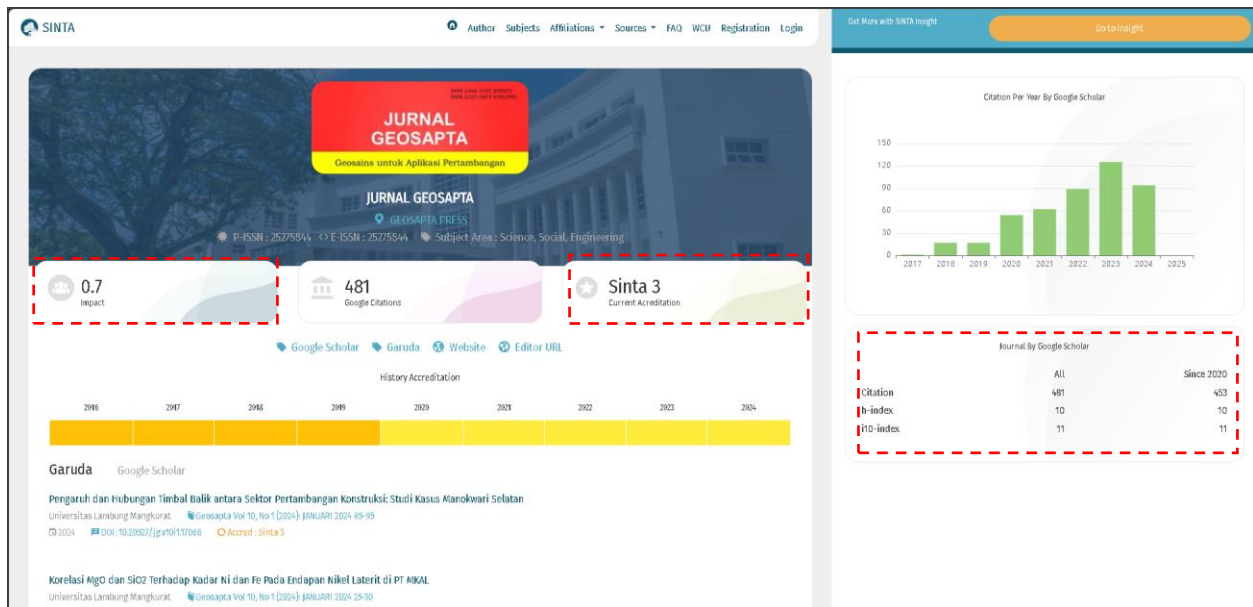 SINTA
Author Subjects Affiliations Sources FAQ WCU Registration Login
Get More with SINTA Insight
Go to Insight
JURNAL
GEOSAPTA
Geosains untuk Aplikasi Pertambangan
JURNAL GEOSAPTA
GEOSAPTA PRESS
P-ISSN : 25275844 <> E-ISSN : 25275844 Subject Area : Science, Social, Engineering
0.7
Impact
481
Google Citations
Sinta 3
Current Acreditation
Google Scholar Garuda Website Editor URL
History Accreditation
2016 2017 2018 2019 2020 2021 2022 2023 2024
Garuda Google Scholar
Pengaruh dan Hubungan Timbal Balik antara Sektor Pertambangan Konstruksi: Studi Kasus Manokwari Selatan
Universitas Lambung Mangkurat Geosapta Vol 10, No 1 (2024): JANUARI 2024 85-95
2024 DOI: 10.20527/jg.v10i1.17066 Accred : Sinta 3
Korelasi MgO dan SiO2 Terhadap Kadar Ni dan Fe Pada Endapan Nikel Laterit di PT MKAL
Universitas Lambung Mangkurat Geosapta Vol 10, No 1 (2024): JANUARI 2024 25-30
Citation Per Year By Google Scholar
150
120
90
60
30
0
2017 2018 2019 2020 2021 2022 2023 2024 2025
Journal By Google Scholar
All Since 2020
Citation 481 453
h-index 10 10
i10-index 11 11